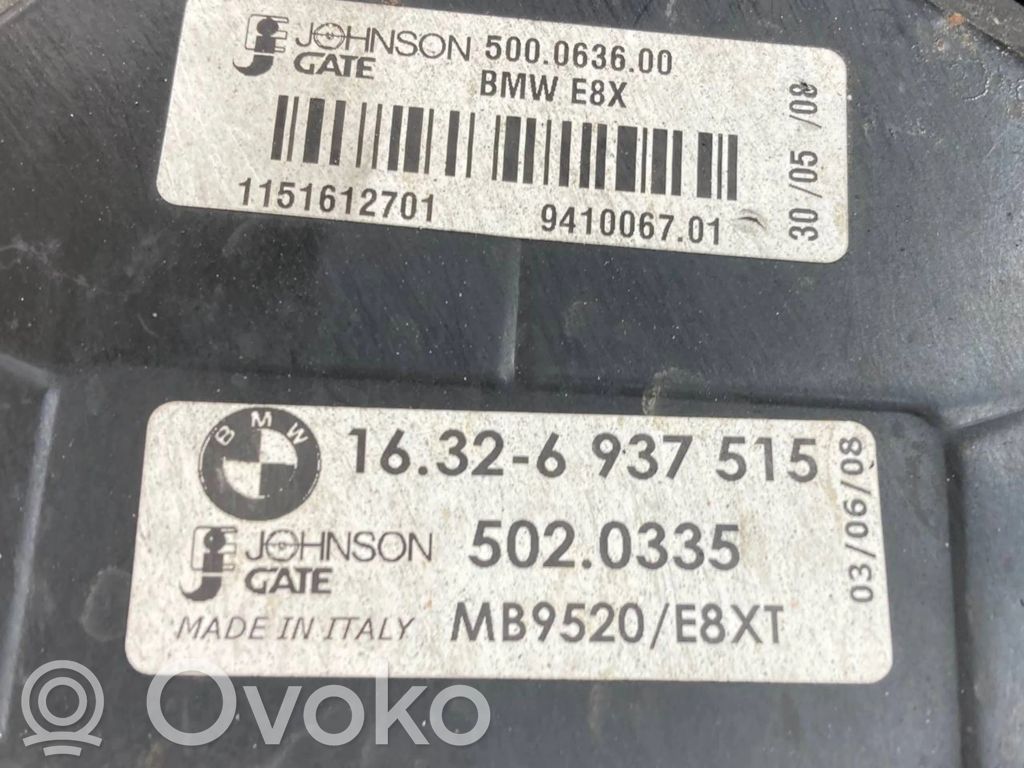 JOHNSON 500.0636.00
GATE
BMW E8X
1151612701 9410067.01
30/05/08
BMW
16.32-6 937 515
JOHNSON 502.0335
GATE
MADE IN ITALY MB9520/E8XT
03/06/08
Ovoko